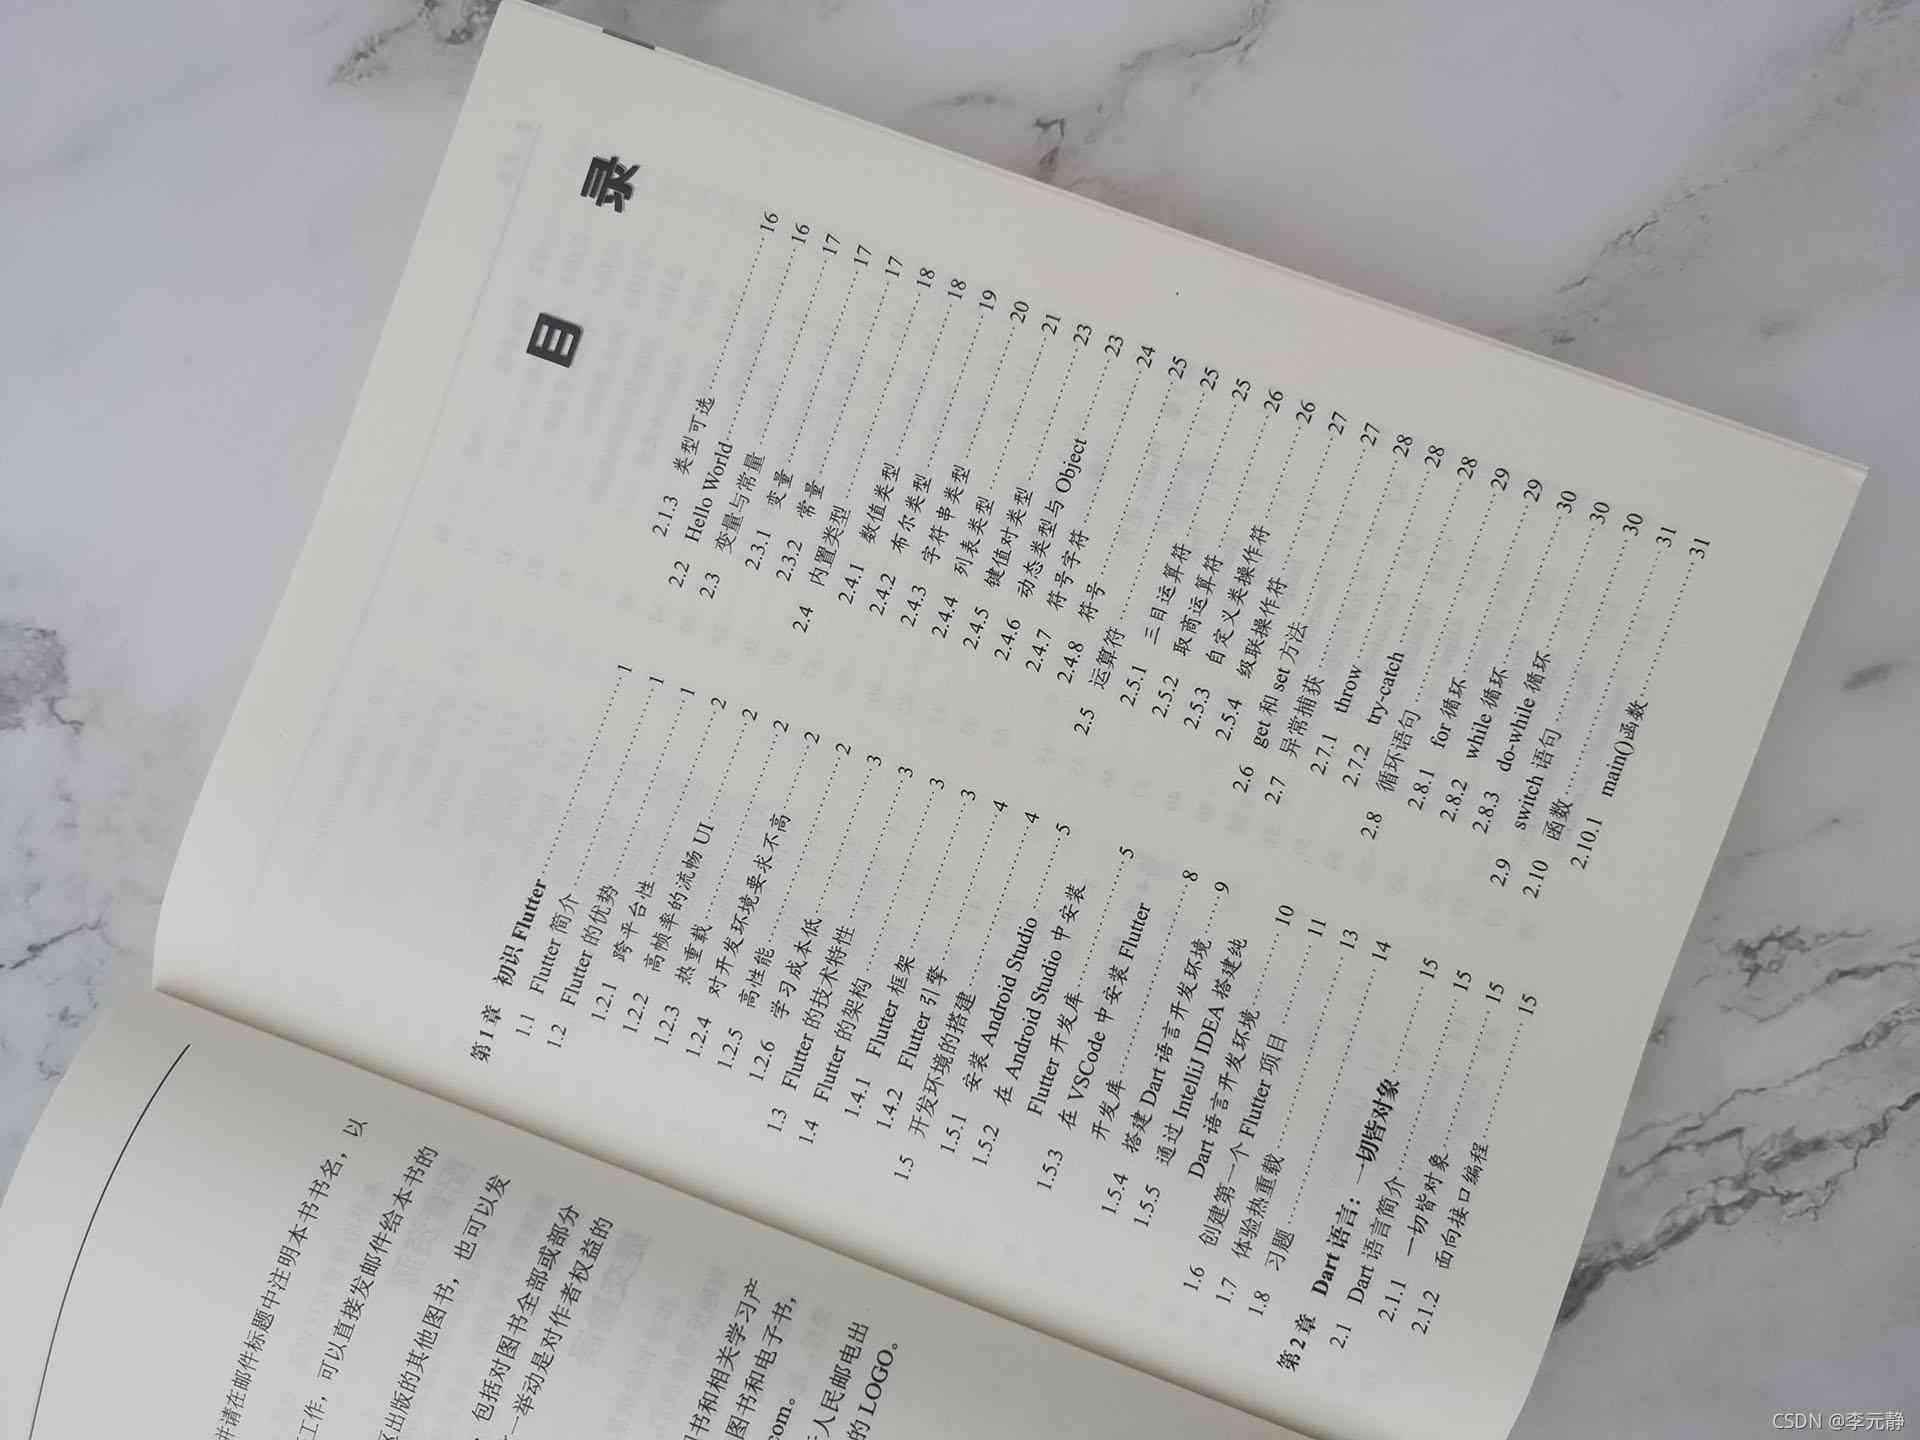 目 录
第1章 初识 Flutter 1
1.1 Flutter 简介 1
1.2 Flutter 的优势 1
1.2.1 跨平台性 2
1.2.2 高帧率的流畅 UI 2
1.2.3 热重载 2
1.2.4 对开发环境要求不高 2
1.2.5 高性能 2
1.2.6 学习成本低 3
1.3 Flutter 的技术特性 3
1.4 Flutter 的架构 3
1.4.1 Flutter 框架 3
1.4.2 Flutter 引擎 4
1.5 开发环境的搭建 4
1.5.1 安装 Android Studio 5
1.5.2 在 Android Studio 中安装
Flutter 开发库 5
1.5.3 在 VSCode 中安装 Flutter
开发库 8
1.5.4 搭建 Dart 语言开发环境 9
1.5.5 通过 IntelliJ IDEA 搭建纯
Dart 语言开发环境 10
1.6 创建第一个 Flutter 项目 11
1.7 体验热重载 13
1.8 习题 14
第2章 Dart 语言：一切皆对象 15
2.1 Dart 语言简介 15
2.1.1 一切皆对象 15
2.1.2 面向接口编程 15
2.1.3 类型可选 16
2.2 Hello World 16
2.3 变量与常量 17
2.3.1 变量 17
2.3.2 常量 17
2.4 内置类型 18
2.4.1 数值类型 18
2.4.2 布尔类型 19
2.4.3 字符串类型 20
2.4.4 列表类型 21
2.4.5 键值对类型 23
2.4.6 动态类型与 Object 23
2.4.7 符号字符 24
2.4.8 符号 25
2.5 运算符 25
2.5.1 三目运算符 25
2.5.2 取商运算符 26
2.5.3 自定义类操作符 26
2.5.4 级联操作符 27
2.6 get 和 set 方法 27
2.7 异常捕获 28
2.7.1 throw 28
2.7.2 try-catch 28
2.8 循环语句 29
2.8.1 for 循环 29
2.8.2 while 循环 30
2.8.3 do-while 循环 30
2.9 switch 语句 30
2.10 函数 31
2.10.1 main()函数 31
并请在邮件标题中注明本书书名，以
工作，可以直接发邮件给本书的
区出版的其他图书，也可以发
包括对图书全部或部分
一举动是对作者权益的
书和相关学习产
图书和电子书，
com。
人民邮电出
的 LOGO。
CSDN @李元静